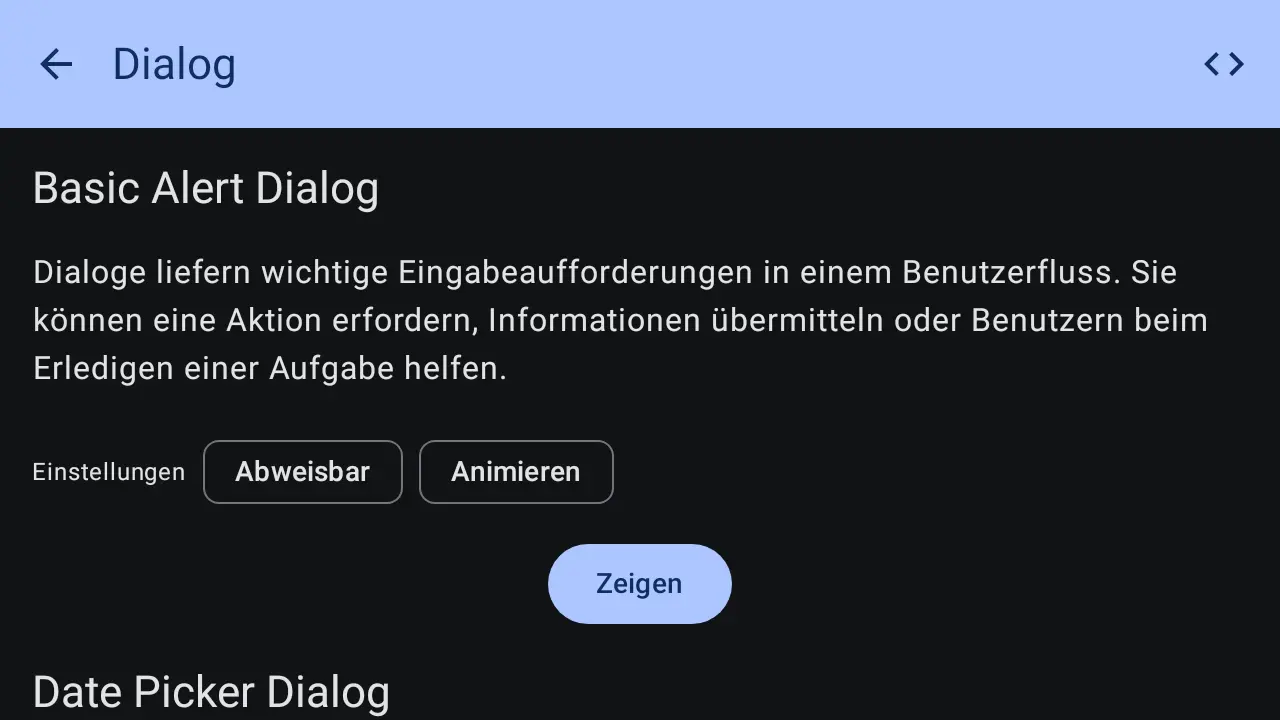 Dialog
Basic Alert Dialog
Dialoge liefern wichtige Eingabeaufforderungen in einem Benutzerfluss. Sie
können eine Aktion erfordern, Informationen übermitteln oder Benutzern beim
Erledigen einer Aufgabe helfen.
Einstellungen Abweisbar Animieren
Zeigen
Date Picker Dialog